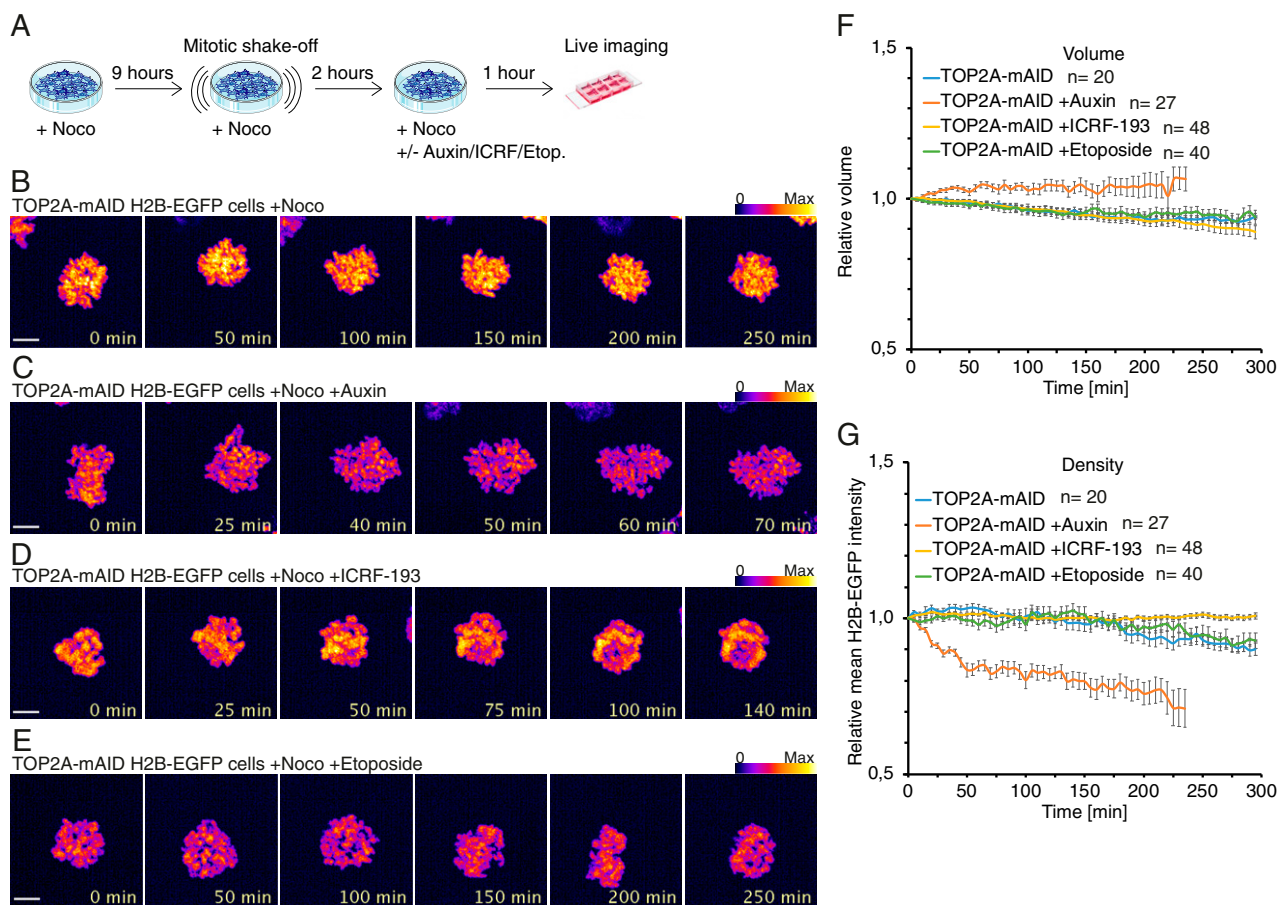 A
Mitotic shake-off
Live imaging
9 hours
2 hours
1 hour
+ Noco
+ Noco
+ Noco
+/- Auxin/ICRF/Etop.
B
TOP2A-mAID H2B-EGFP cells +Noco
0 Max
0 min
50 min
100 min
150 min
200 min
250 min
C
TOP2A-mAID H2B-EGFP cells +Noco +Auxin
0 Max
0 min
25 min
40 min
50 min
60 min
70 min
D
TOP2A-mAID H2B-EGFP cells +Noco +ICRF-193
0 Max
0 min
25 min
50 min
75 min
100 min
140 min
E
TOP2A-mAID H2B-EGFP cells +Noco +Etoposide
0 Max
0 min
50 min
100 min
150 min
200 min
250 min
F
Volume
TOP2A-mAID n= 20
TOP2A-mAID +Auxin n= 27
TOP2A-mAID +ICRF-193 n= 48
TOP2A-mAID +Etoposide n= 40
Relative volume
1,5
1,0
0,5
0 50 100 150 200 250 300
Time [min]
G
Density
TOP2A-mAID n= 20
TOP2A-mAID +Auxin n= 27
TOP2A-mAID +ICRF-193 n= 48
TOP2A-mAID +Etoposide n= 40
Relative mean H2B-EGFP intensity
1,5
1,0
0,5
0 50 100 150 200 250 300
Time [min]